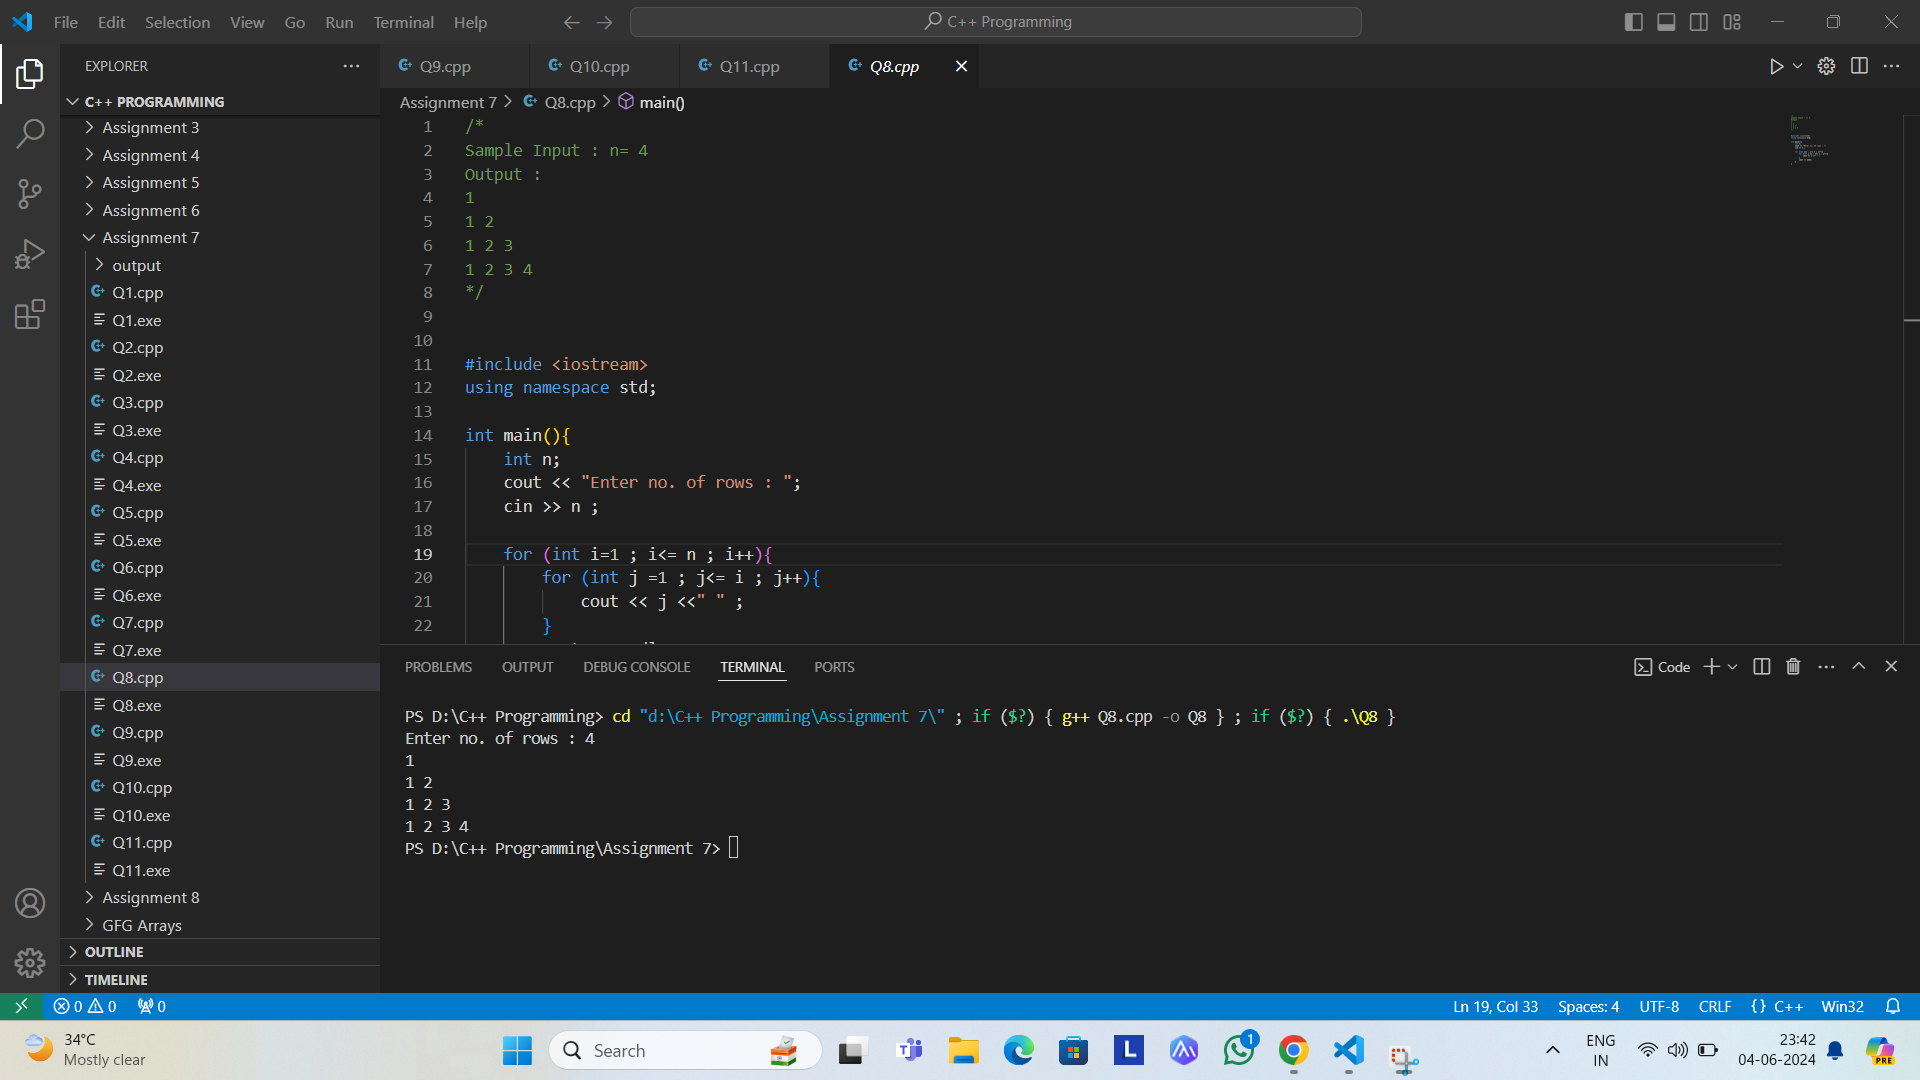 File Edit Selection View Go Run Terminal Help
C++ Programming
EXPLORER
C++ PROGRAMMING
Assignment 3
Assignment 4
Assignment 5
Assignment 6
Assignment 7
output
Q1.cpp
Q1.exe
Q2.cpp
Q2.exe
Q3.cpp
Q3.exe
Q4.cpp
Q4.exe
Q5.cpp
Q5.exe
Q6.cpp
Q6.exe
Q7.cpp
Q7.exe
Q8.cpp
Q8.exe
Q9.cpp
Q9.exe
Q10.cpp
Q10.exe
Q11.cpp
Q11.exe
Assignment 8
GFG Arrays
OUTLINE
TIMELINE
Q9.cpp Q10.cpp Q11.cpp Q8.cpp
Assignment 7 > Q8.cpp > main()
1 /*
2 Sample Input : n= 4
3 Output :
4 1
5 1 2
6 1 2 3
7 1 2 3 4
8 */
9
10
11 #include <iostream>
12 using namespace std;
13
14 int main(){
15 int n;
16 cout << "Enter no. of rows : ";
17 cin >> n ;
18
19 for (int i=1 ; i<= n ; i++){
20 for (int j =1 ; j<= i ; j++){
21 cout << j <<" " ;
22 }
PROBLEMS OUTPUT DEBUG CONSOLE TERMINAL PORTS
Code
PS D:\C++ Programming> cd "d:\C++ Programming\Assignment 7\" ; if ($?) { g++ Q8.cpp -o Q8 } ; if ($?) { .\Q8 }
Enter no. of rows : 4
1
1 2
1 2 3
1 2 3 4
PS D:\C++ Programming\Assignment 7>
0 0 0
Ln 19, Col 33 Spaces: 4 UTF-8 CRLF {} C++ Win32
34°C
Mostly clear
Search
L
1
ENG
IN
23:42
04-06-2024
PRE